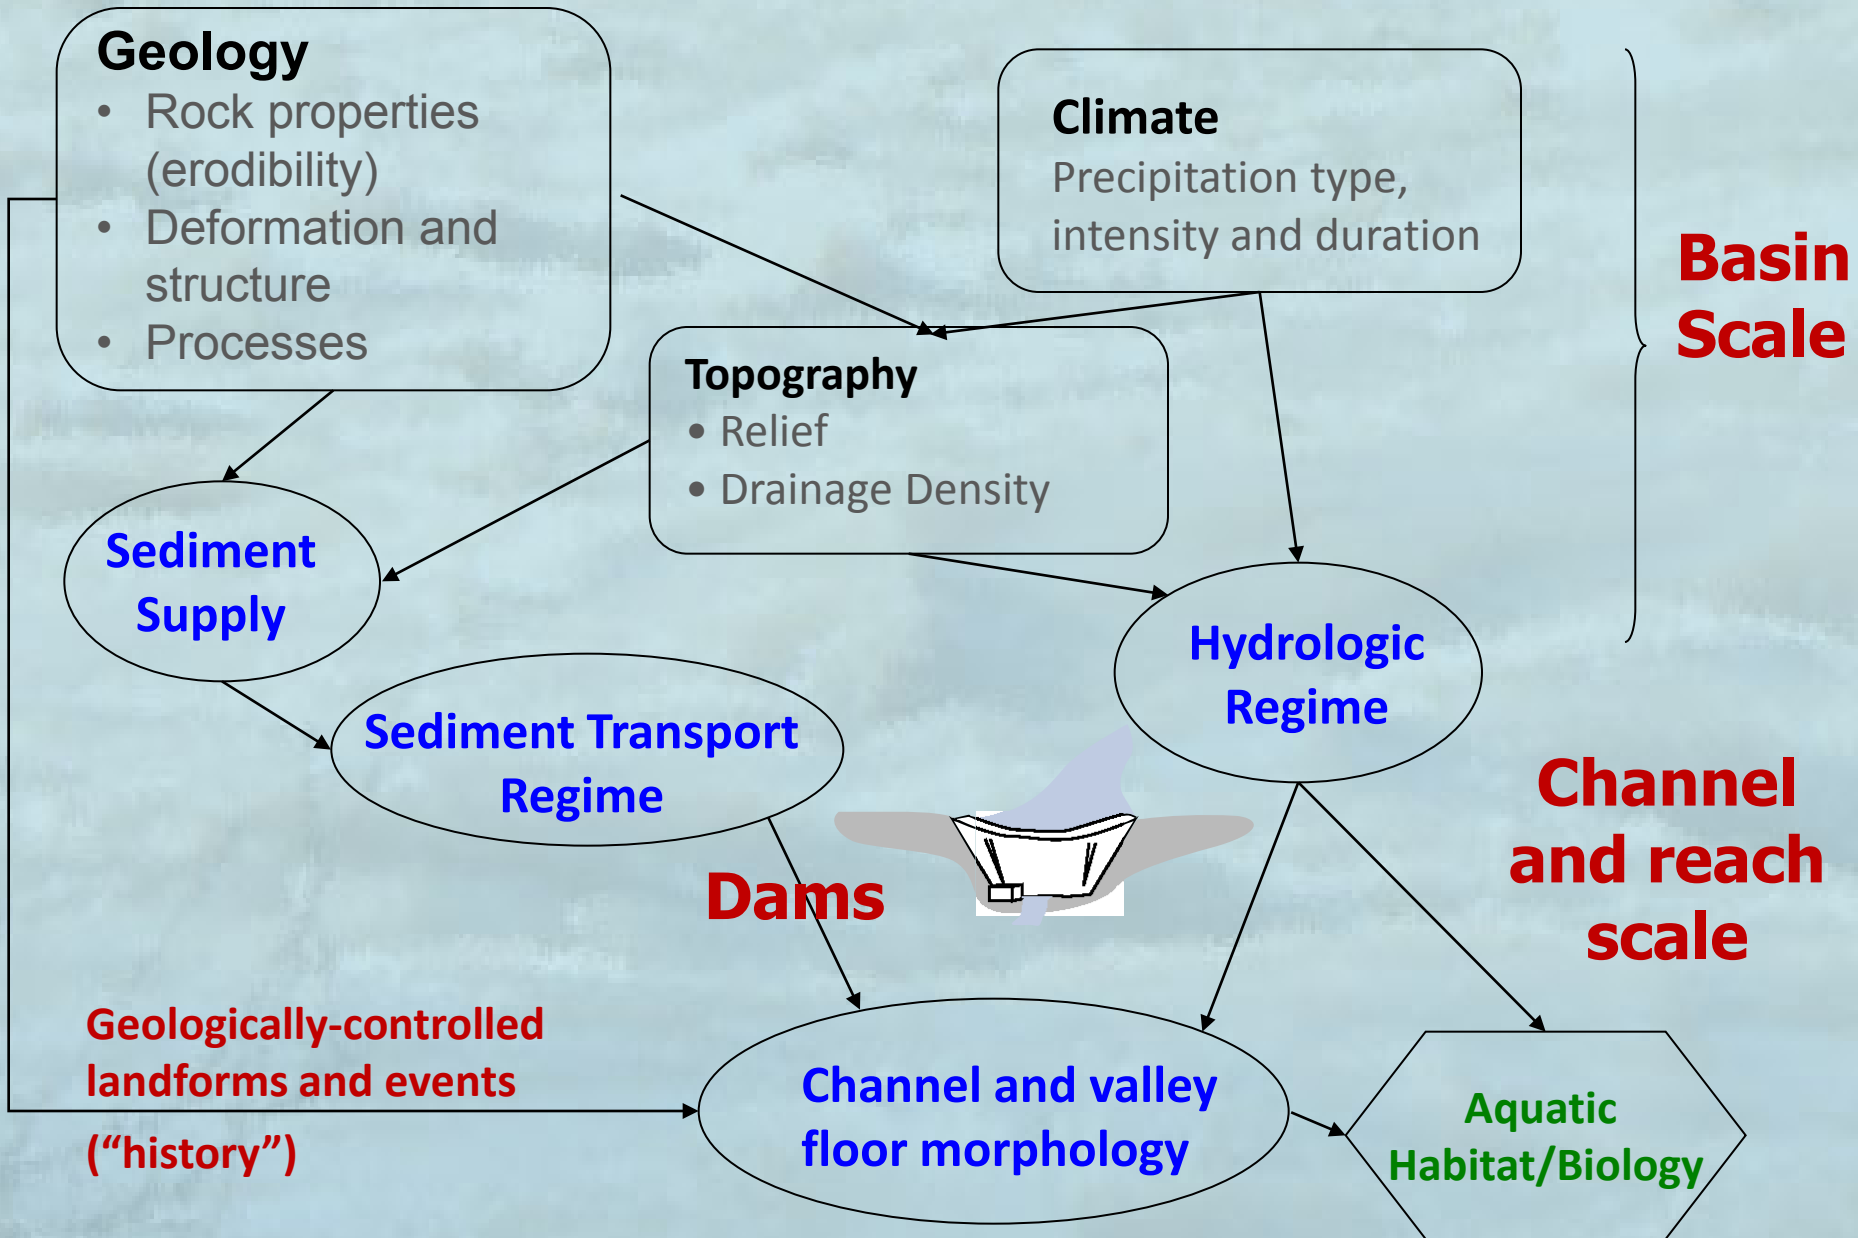 Geology
• Rock properties
(erodibility)
• Deformation and
structure
• Processes
Climate
Precipitation type,
intensity and duration
Basin
Scale
Topography
• Relief
• Drainage Density
Sediment
Supply
Hydrologic
Regime
Sediment Transport
Regime
Channel
and reach
scale
Dams
Geologically-controlled
landforms and events
(“history”)
Channel and valley
floor morphology
Aquatic
Habitat/Biology